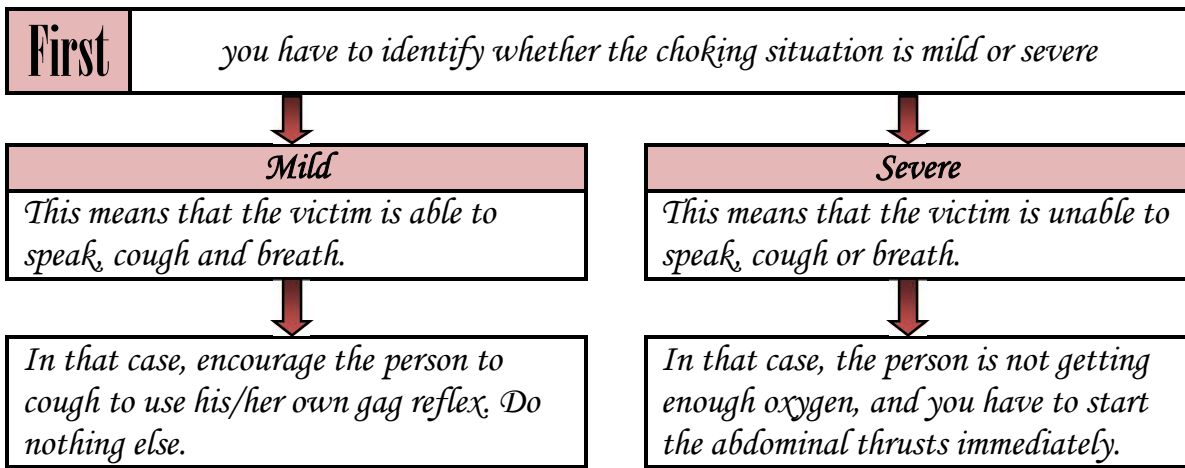 First you have to identify whether the choking situation is mild or severe
Mild
This means that the victim is able to
speak, cough and breath.
In that case, encourage the person to
cough to use his/her own gag reflex. Do
nothing else.
Severe
This means that the victim is unable to
speak, cough or breath.
In that case, the person is not getting
enough oxygen, and you have to start
the abdominal thrusts immediately.